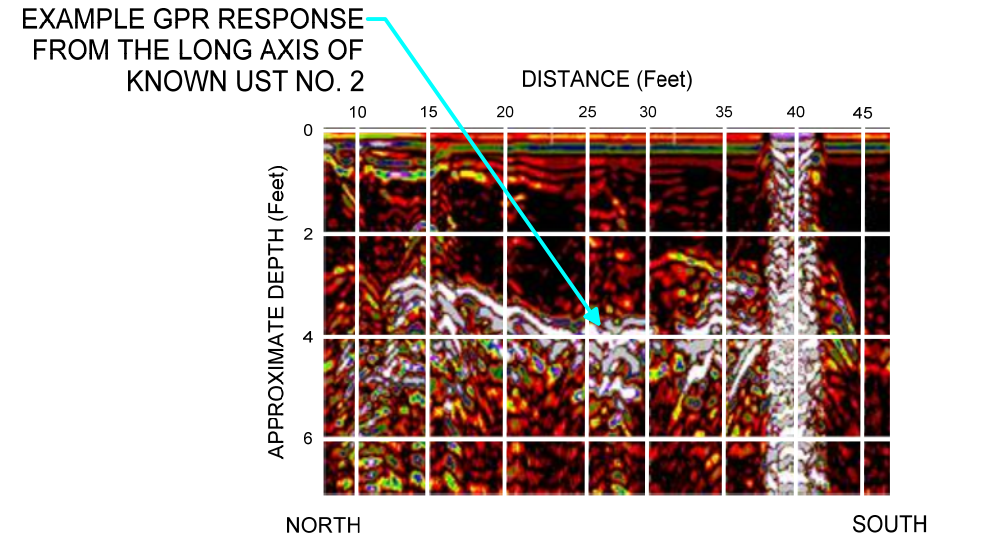 EXAMPLE GPR RESPONSE
FROM THE LONG AXIS OF
KNOWN UST NO. 2
DISTANCE (Feet)
10 15 20 25 30 35 40 45
APPROXIMATE DEPTH (Feet)
0
2
4
6
NORTH SOUTH